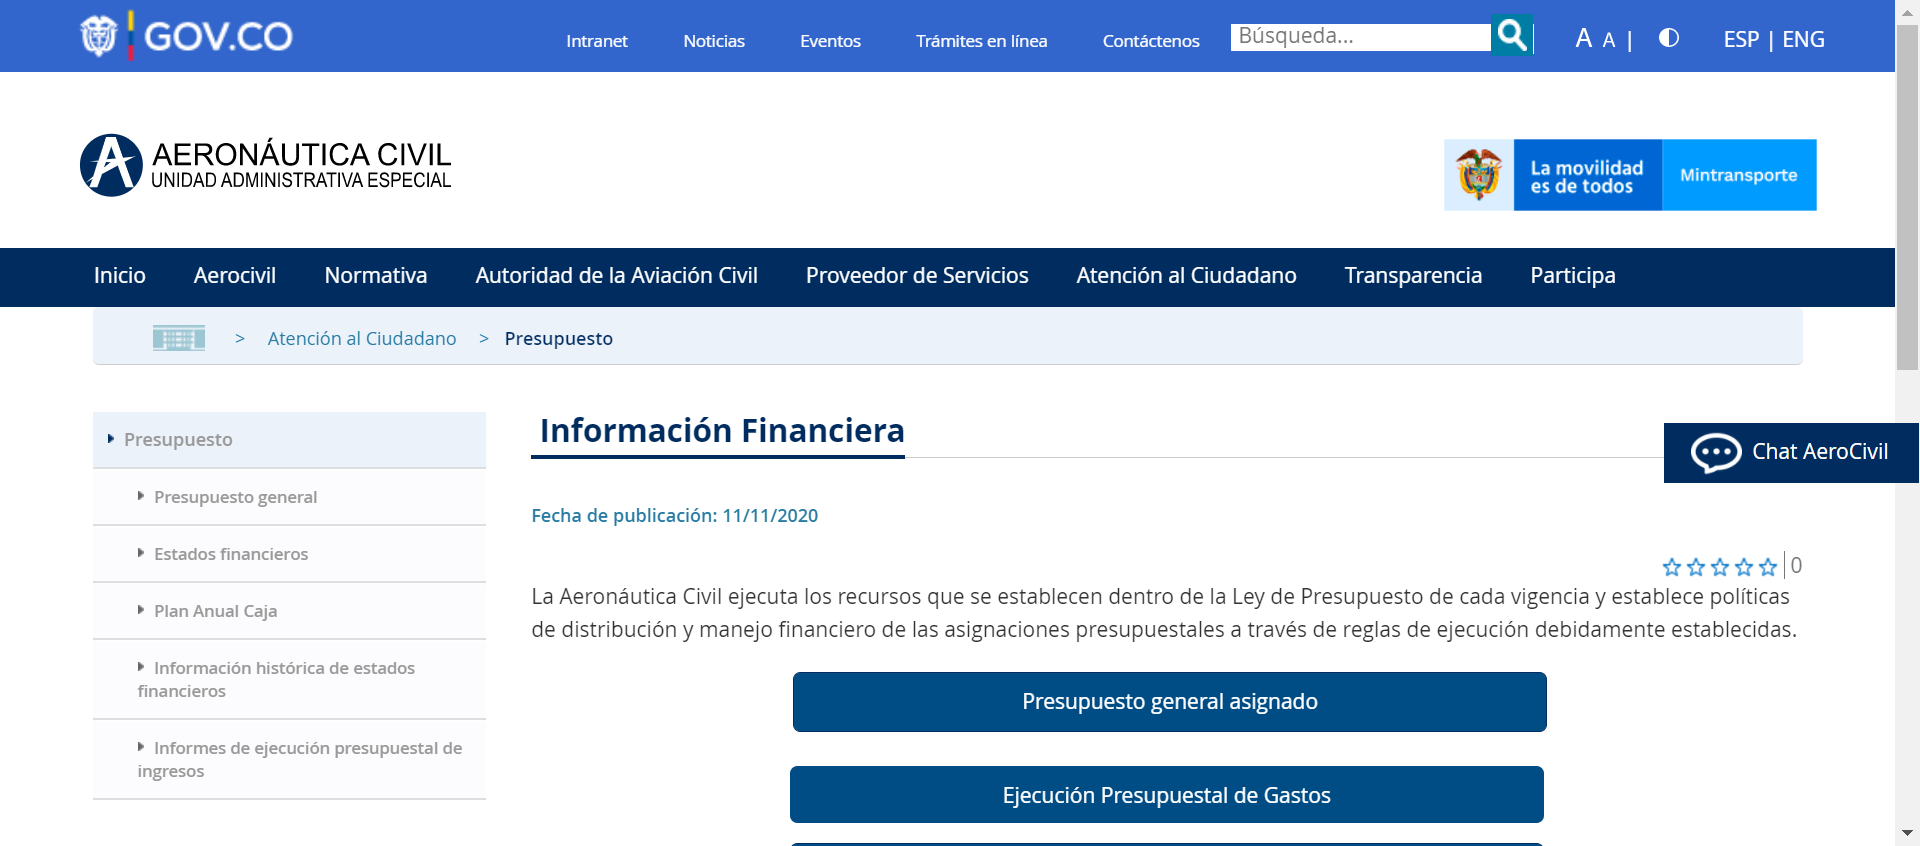 GOV.CO
Intranet
Noticias
Eventos
Trámites en línea
Contáctenos
Búsqueda...
A A |
ESP | ENG
AERONÁUTICA CIVIL
UNIDAD ADMINISTRATIVA ESPECIAL
La movilidad
es de todos
Mintransporte
Inicio
Aerocivil
Normativa
Autoridad de la Aviación Civil
Proveedor de Servicios
Atención al Ciudadano
Transparencia
Participa
> Atención al Ciudadano > Presupuesto
Presupuesto
Presupuesto general
Estados financieros
Plan Anual Caja
Información histórica de estados
financieros
Informes de ejecución presupuestal de
ingresos
Información Financiera
Chat AeroCivil
Fecha de publicación: 11/11/2020
0
La Aeronáutica Civil ejecuta los recursos que se establecen dentro de la Ley de Presupuesto de cada vigencia y establece políticas
de distribución y manejo financiero de las asignaciones presupuestales a través de reglas de ejecución debidamente establecidas.
Presupuesto general asignado
Ejecución Presupuestal de Gastos